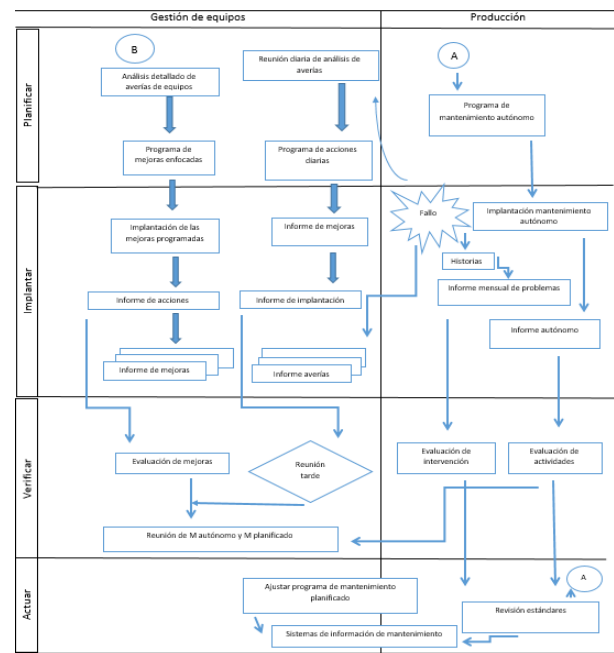 Gestión de equipos
Producción
Planificar
B
Análisis detallado de
averías de equipos
Reunión diaria de análisis de
averías
A
Programa de
mantenimiento autónomo
Programa de
mejoras enfocadas
Programa de acciones
diarias
Implantar
Implantación de las
mejoras programadas
Informe de mejoras
Fallo
Implantación mantenimiento
autónomo
Historias
Informe mensual de problemas
Informe de acciones
Informe de implantación
Informe autónomo
Informe de mejoras
Informe averías
Verificar
Evaluación de mejoras
Reunión
tarde
Evaluación de
intervención
Evaluación de
actividades
Reunión de M autónomo y M planificado
Actuar
Ajustar programa de mantenimiento
planificado
A
Revisión estándares
Sistemas de información de mantenimiento